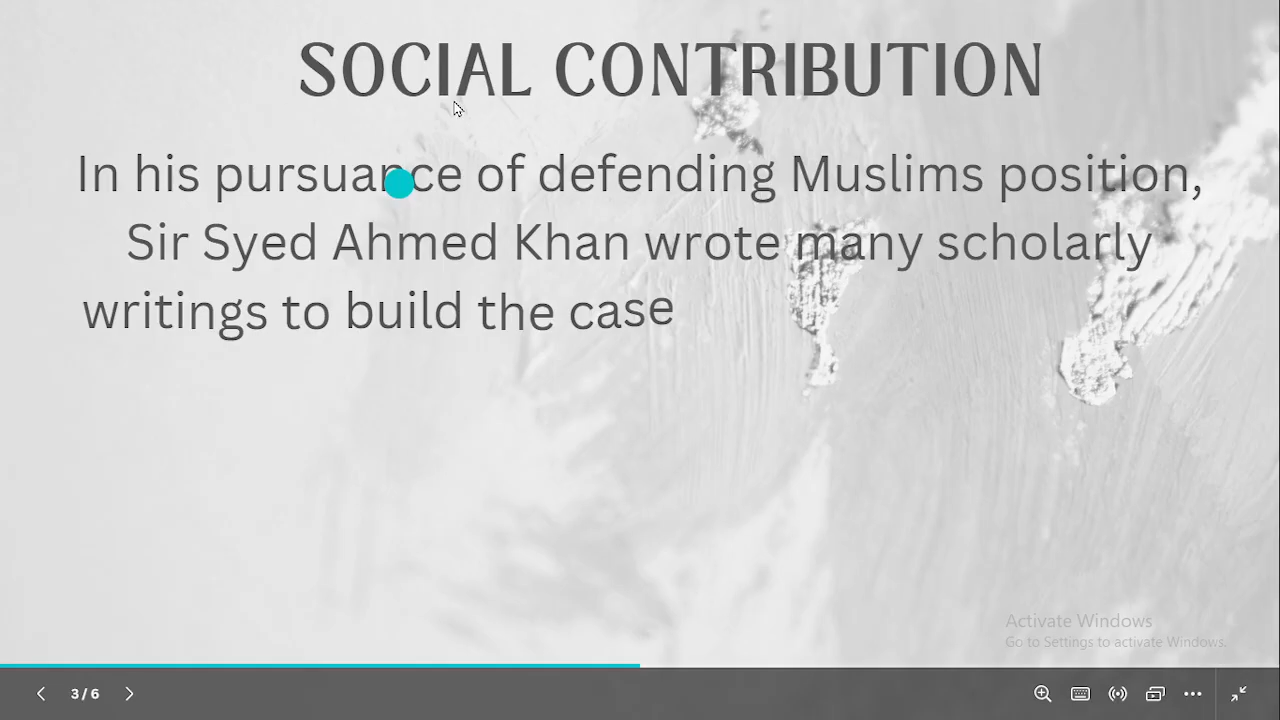 SOCIAL CONTRIBUTION
In his pursuance of defending Muslims position,
Sir Syed Ahmed Khan wrote many scholarly
writings to build the case
Activate Windows
Go to Settings to activate Windows.
3/6